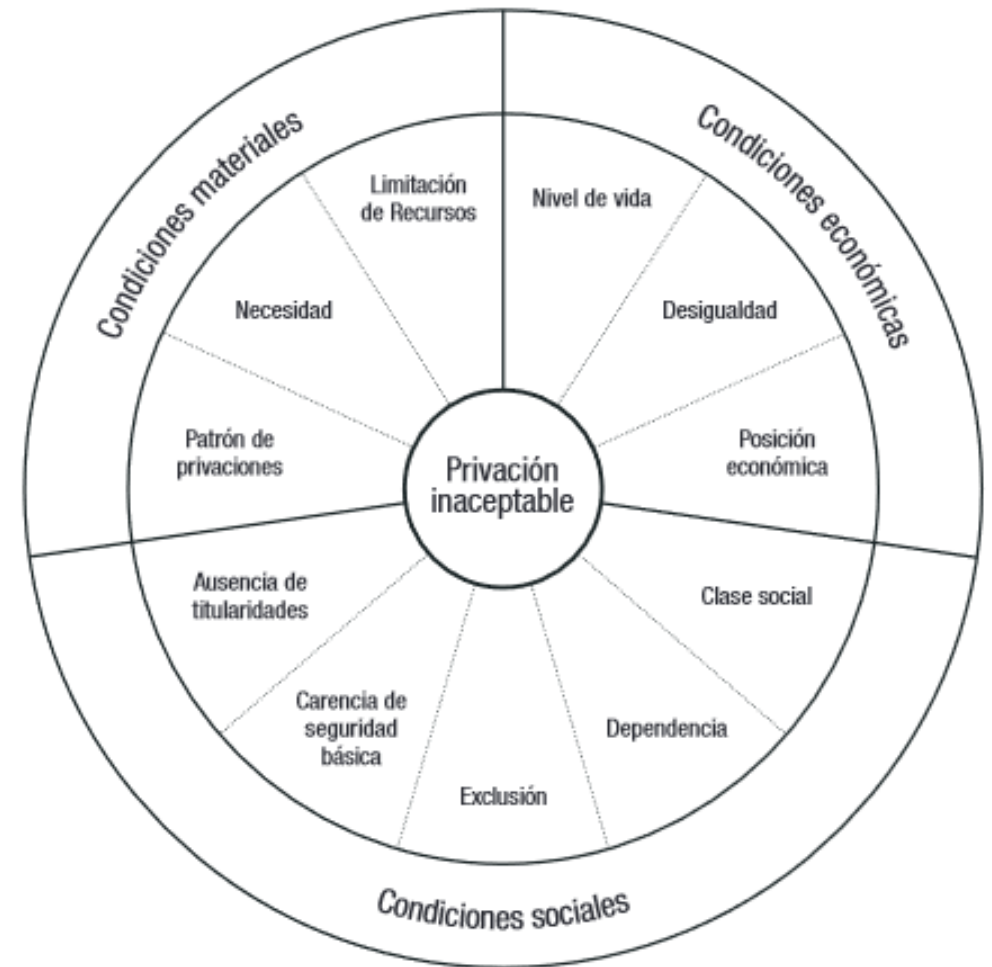 Condiciones materiales
Condiciones económicas
Limitación
de Recursos
Nivel de vida
Necesidad
Desigualdad
Patrón de
privaciones
Privación
inaceptable
Posición
económica
Ausencia de
titularidades
Clase social
Carencia de
seguridad
básica
Dependencia
Exclusión
Condiciones sociales